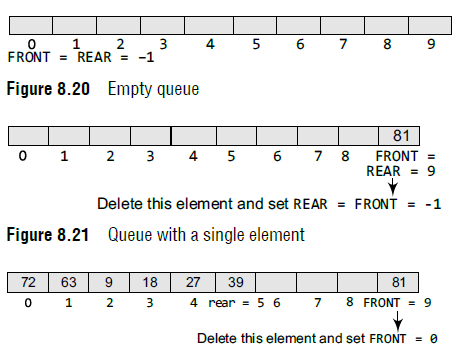 0 1 2 3 4 5 6 7 8 9
FRONT = REAR = −1
Figure 8.20 Empty queue
81
0 1 2 3 4 5 6 7 8 FRONT =
REAR = 9
Delete this element and set REAR = FRONT = -1
Figure 8.21 Queue with a single element
72 63 9 18 27 39 81
0 1 2 3 4 rear = 5 6 7 8 FRONT = 9
Delete this element and set FRONT = 0